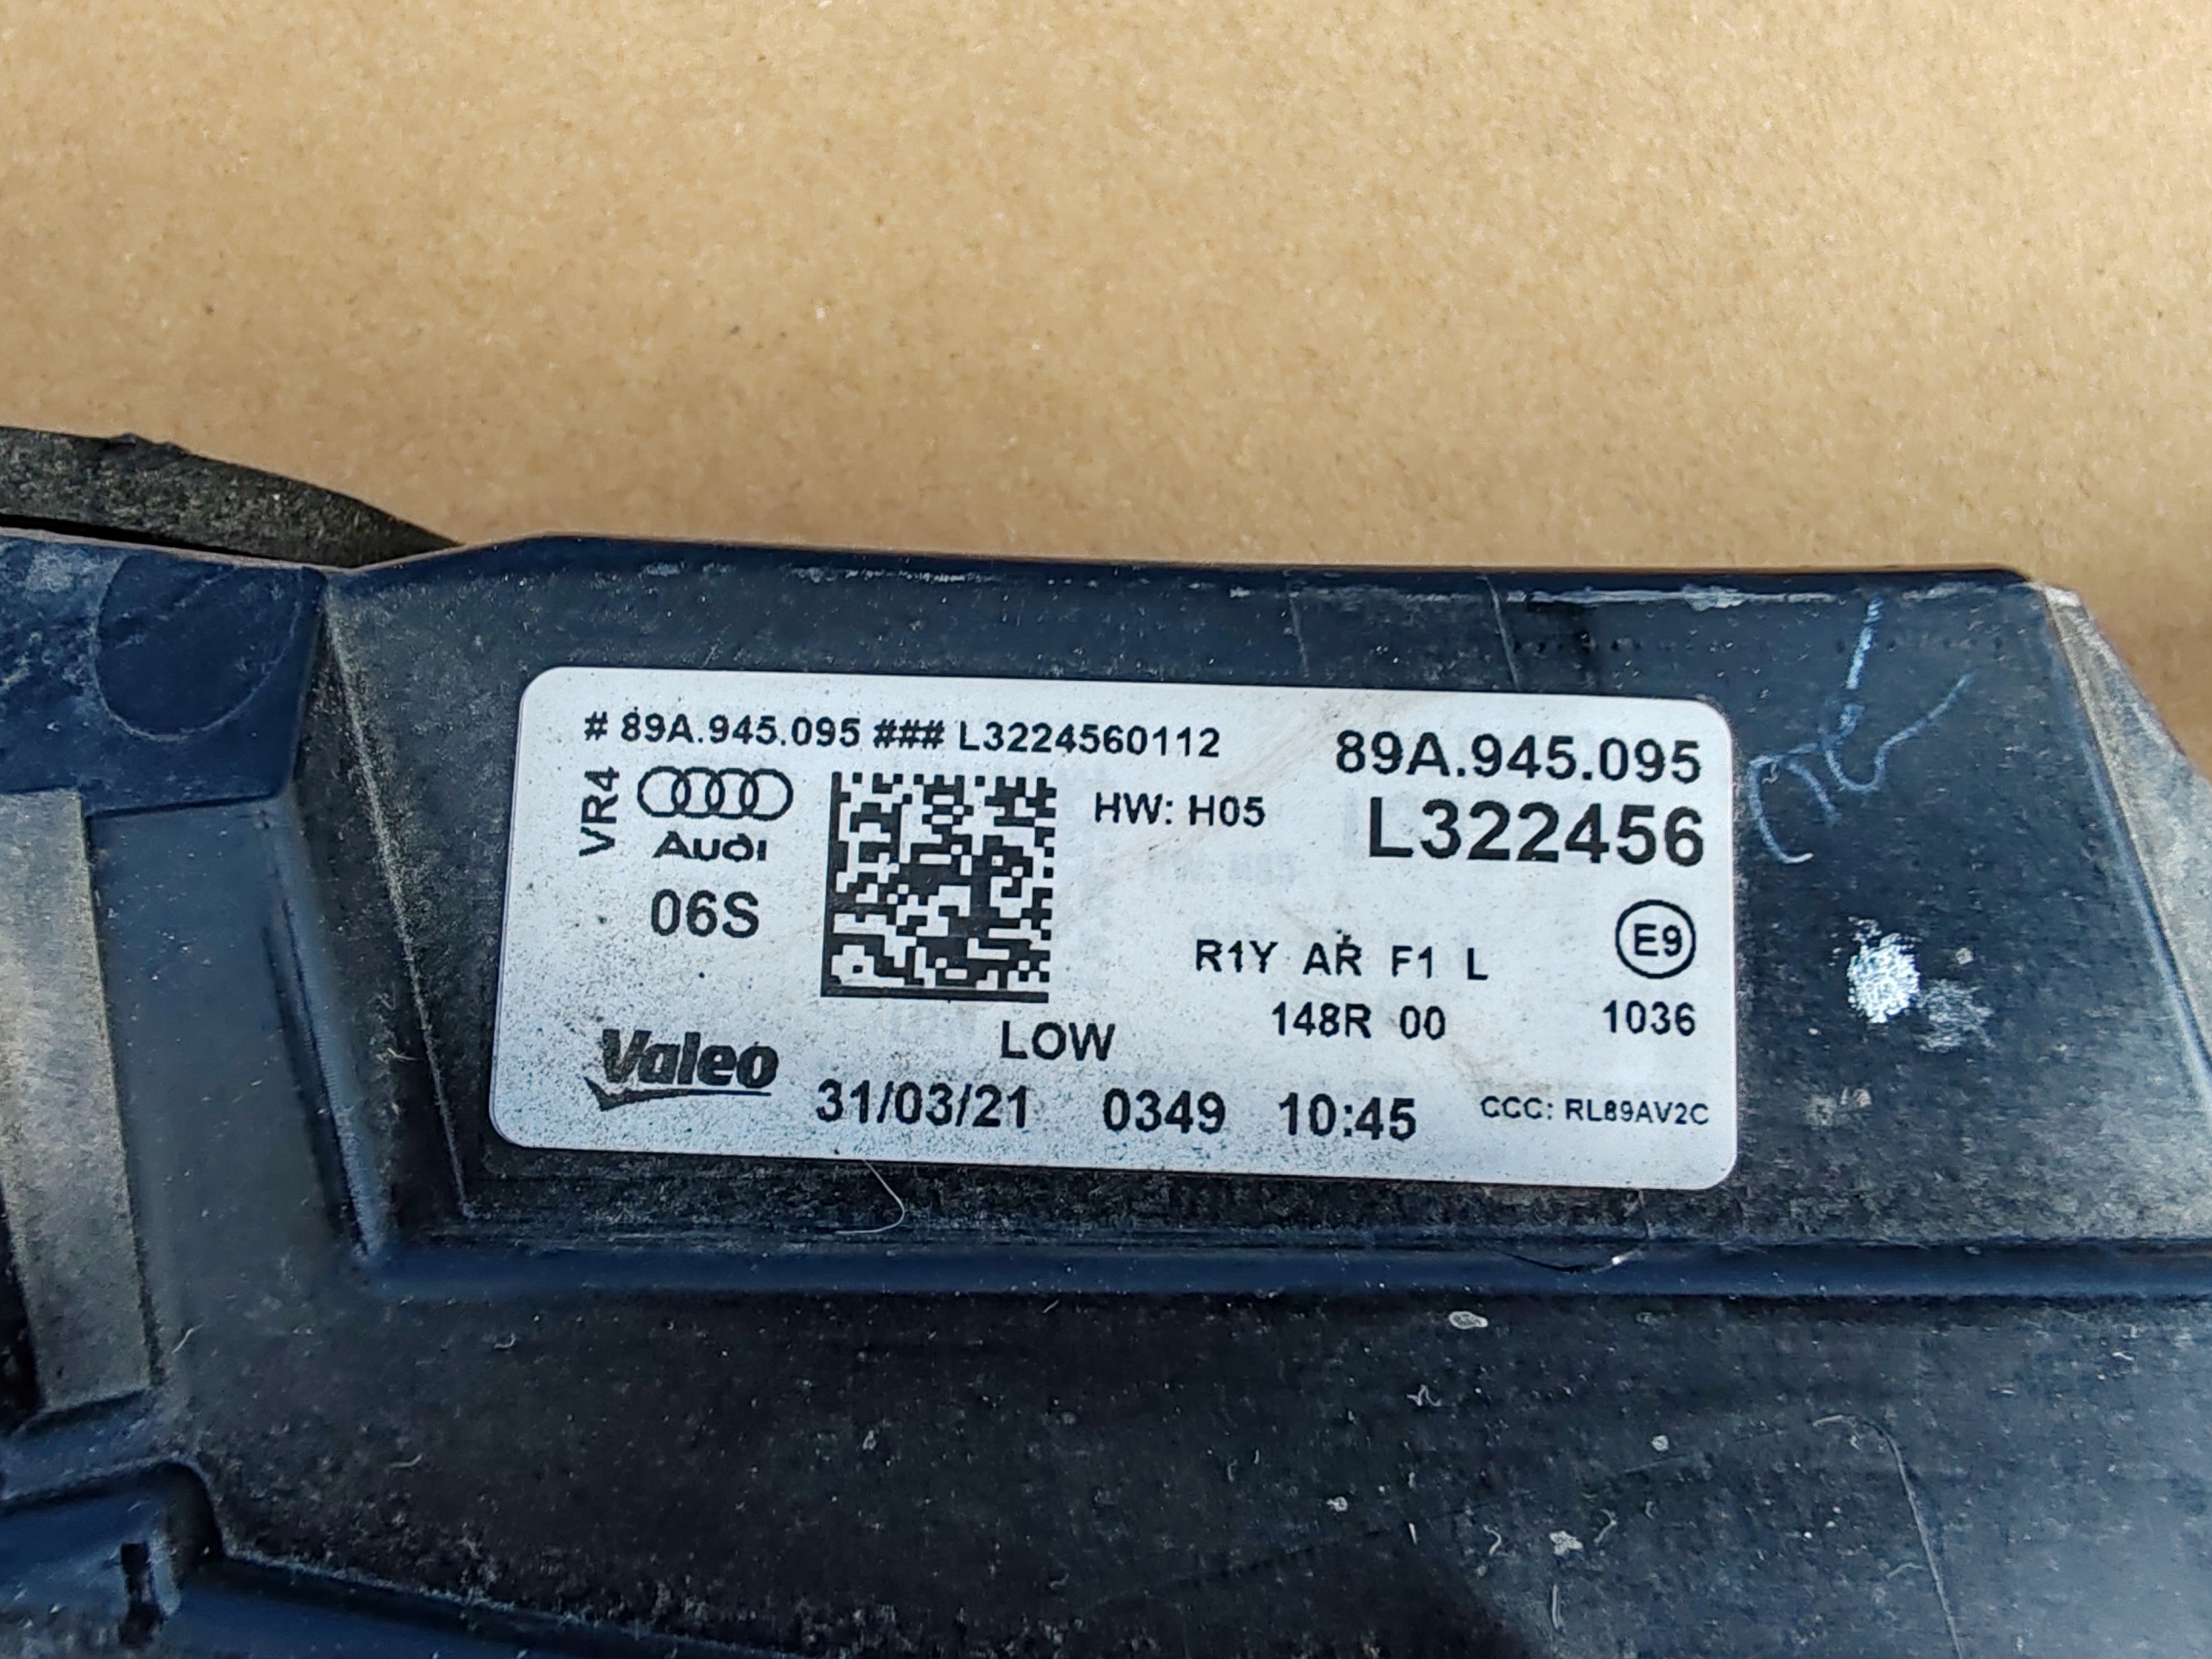 # 89A.945.095 ### L3224560112
89A.945.095
VR4
Audi
HW: H05
L322456
06S
E9
R1Y AR F1 L
148R 00
1036
LOW
Valeo
31/03/21 0349 10:45
CCC: RL89AV2C